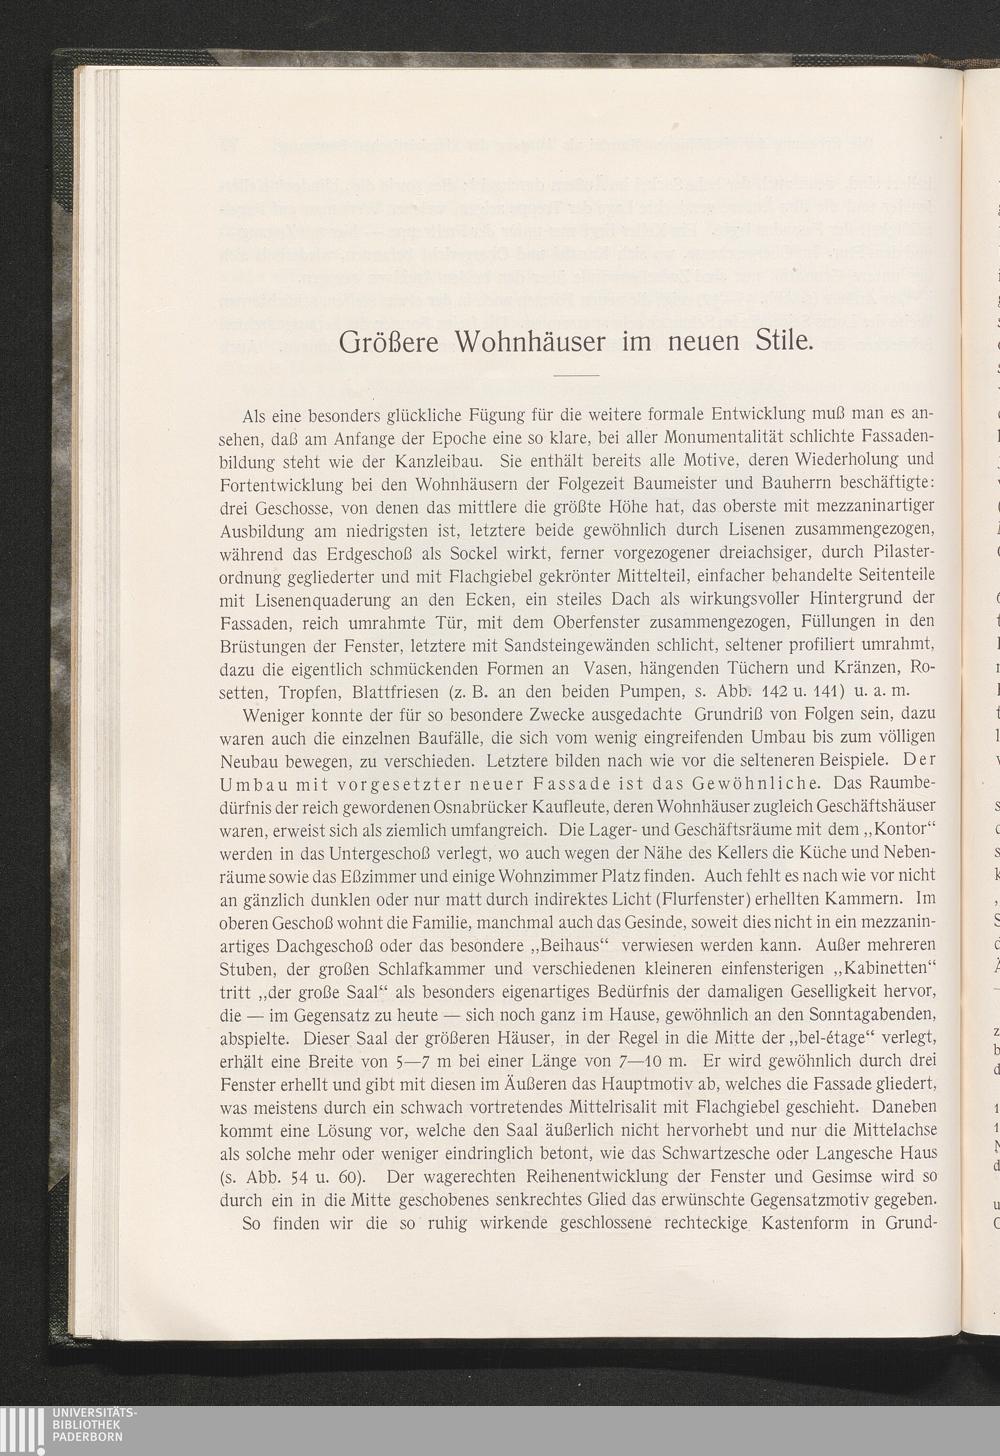 Größere Wohnhäuser im neuen Stile.
Als eine besonders glückliche Fügung für die weitere formale Entwicklung muß man es an-
sehen, daß am Anfange der Epoche eine so klare, bei aller Monumentalität schlichte Fassaden-
bildung steht wie der Kanzleibau. Sie enthält bereits alle Motive, deren Wiederholung und
Fortentwicklung bei den Wohnhäusern der Folgezeit Baumeister und Bauherrn beschäftigte:
drei Geschosse, von denen das mittlere die größte Höhe hat, das oberste mit mezzaninartiger
Ausbildung am niedrigsten ist, letztere beide gewöhnlich durch Lisenen zusammengezogen,
während das Erdgeschoß als Sockel wirkt, ferner vorgezogener dreiachsiger, durch Pilaster-
ordnung gegliederter und mit Flachgiebel gekrönter Mittelteil, einfacher behandelte Seitenteile
mit Lisenenquaderung an den Ecken, ein steiles Dach als wirkungsvoller Hintergrund der
Fassaden, reich umrahmte Tür, mit dem Oberfenster zusammengezogen, Füllungen in den
Brüstungen der Fenster, letztere mit Sandsteingewänden schlicht, seltener profiliert umrahmt,
dazu die eigentlich schmückenden Formen an Vasen, hängenden Tüchern und Kränzen, Ro-
setten, Tropfen, Blattfriesen (z. B. an den beiden Pumpen, s. Abb. 142 u. 141) u. a. m.
Weniger konnte der für so besondere Zwecke ausgedachte Grundriß von Folgen sein, dazu
waren auch die einzelnen Baufälle, die sich vom wenig eingreifenden Umbau bis zum völligen
Neubau bewegen, zu verschieden. Letztere bilden nach wie vor die selteneren Beispiele. Der
Umbau mit vorgesetzter neuer Fassade ist das Gewöhnliche. Das Raumbe-
dürfnis der reich gewordenen Osnabrücker Kaufleute, deren Wohnhäuser zugleich Geschäftshäuser
waren, erweist sich als ziemlich umfangreich. Die Lager- und Geschäftsräume mit dem „Kontor“
werden in das Untergeschoß verlegt, wo auch wegen der Nähe des Kellers die Küche und Neben-
räume sowie das Eßzimmer und einige Wohnzimmer Platz finden. Auch fehlt es nach wie vor nicht
an gänzlich dunklen oder nur matt durch indirektes Licht (Flurfenster) erhellten Kammern. Im
oberen Geschoß wohnt die Familie, manchmal auch das Gesinde, soweit dies nicht in ein mezzanin-
artiges Dachgeschoß oder das besondere „Beihaus“ verwiesen werden kann. Außer mehreren
Stuben, der großen Schlafkammer und verschiedenen kleineren einfensterigen „Kabinetten“
tritt „der große Saal“ als besonders eigenartiges Bedürfnis der damaligen Geselligkeit hervor,
die — im Gegensatz zu heute — sich noch ganz im Hause, gewöhnlich an den Sonntagabenden,
abspielte. Dieser Saal der größeren Häuser, in der Regel in die Mitte der „bel-étage“ verlegt,
erhält eine Breite von 5—7 m bei einer Länge von 7—10 m. Er wird gewöhnlich durch drei
Fenster erhellt und gibt mit diesen im Äußeren das Hauptmotiv ab, welches die Fassade gliedert,
was meistens durch ein schwach vortretendes Mittelrisalit mit Flachgiebel geschieht. Daneben
kommt eine Lösung vor, welche den Saal äußerlich nicht hervorhebt und nur die Mittelachse
als solche mehr oder weniger eindringlich betont, wie das Schwartzesche oder Langesche Haus
(s. Abb. 54 u. 60). Der wagerechten Reihenentwicklung der Fenster und Gesimse wird so
durch ein in die Mitte geschobenes senkrechtes Glied das erwünschte Gegensatzmotiv gegeben.
So finden wir die so ruhig wirkende geschlossene rechteckige Kastenform in Grund-
UNIVERSITÄTS-
BIBLIOTHEK
PADERBORN